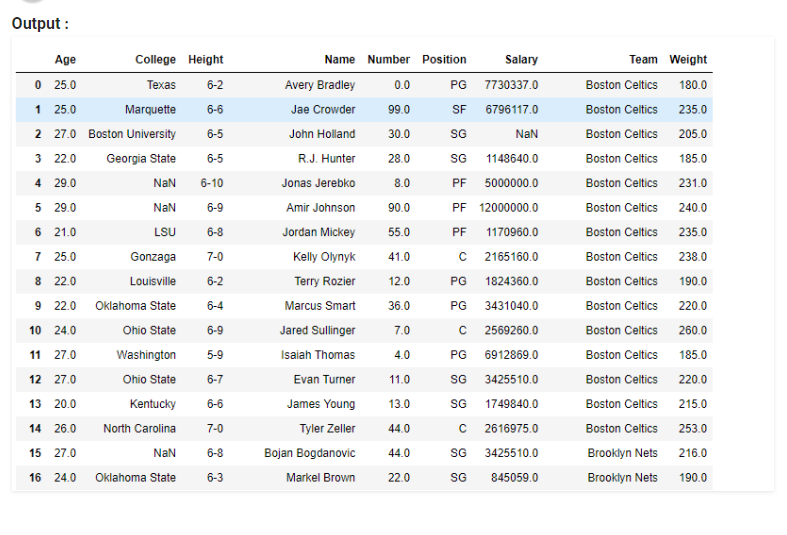 Output :
Age College Height Name Number Position Salary Team Weight
0 25.0 Texas 6-2 Avery Bradley 0.0 PG 7730337.0 Boston Celtics 180.0
1 25.0 Marquette 6-6 Jae Crowder 99.0 SF 6796117.0 Boston Celtics 235.0
2 27.0 Boston University 6-5 John Holland 30.0 SG NaN Boston Celtics 205.0
3 22.0 Georgia State 6-5 R.J. Hunter 28.0 SG 1148640.0 Boston Celtics 185.0
4 29.0 NaN 6-10 Jonas Jerebko 8.0 PF 5000000.0 Boston Celtics 231.0
5 29.0 NaN 6-9 Amir Johnson 90.0 PF 12000000.0 Boston Celtics 240.0
6 21.0 LSU 6-8 Jordan Mickey 55.0 PF 1170960.0 Boston Celtics 235.0
7 25.0 Gonzaga 7-0 Kelly Olynyk 41.0 C 2165160.0 Boston Celtics 238.0
8 22.0 Louisville 6-2 Terry Rozier 12.0 PG 1824360.0 Boston Celtics 190.0
9 22.0 Oklahoma State 6-4 Marcus Smart 36.0 PG 3431040.0 Boston Celtics 220.0
10 24.0 Ohio State 6-9 Jared Sullinger 7.0 C 2569260.0 Boston Celtics 260.0
11 27.0 Washington 5-9 Isaiah Thomas 4.0 PG 6912869.0 Boston Celtics 185.0
12 27.0 Ohio State 6-7 Evan Turner 11.0 SG 3425510.0 Boston Celtics 220.0
13 20.0 Kentucky 6-6 James Young 13.0 SG 1749840.0 Boston Celtics 215.0
14 26.0 North Carolina 7-0 Tyler Zeller 44.0 C 2616975.0 Boston Celtics 253.0
15 27.0 NaN 6-8 Bojan Bogdanovic 44.0 SG 3425510.0 Brooklyn Nets 216.0
16 24.0 Oklahoma State 6-3 Markel Brown 22.0 SG 845059.0 Brooklyn Nets 190.0